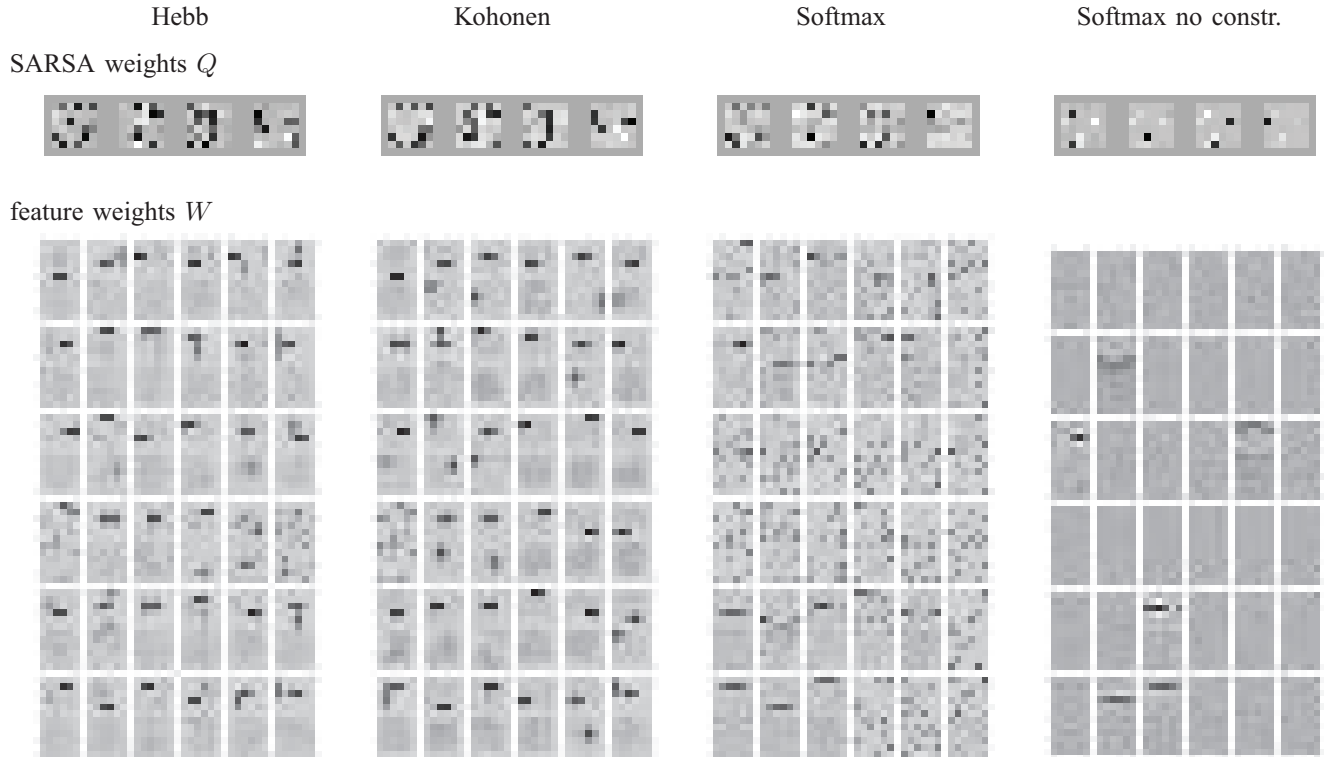 Hebb Kohonen Softmax Softmax no constr.
SARSA weights Q
feature weights W